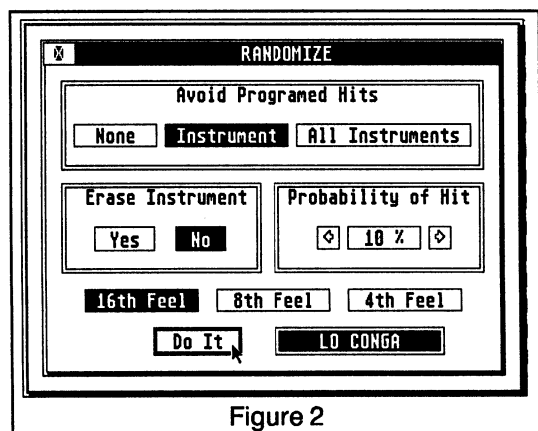 RANDOMIZE
Avoid Programed Hits
None Instrument All Instruments
Erase Instrument Probability of Hit
Yes No 10 %
16th Feel 8th Feel 4th Feel
Do It LO CONGA
Figure 2